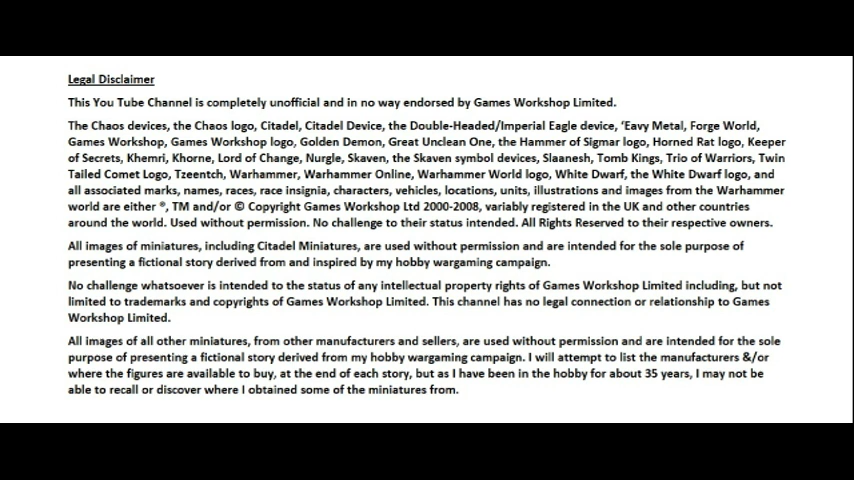 Legal Disclaimer
This You Tube Channel is completely unofficial and in no way endorsed by Games Workshop Limited.
The Chaos devices, the Chaos logo, Citadel, Citadel Device, the Double-Headed/Imperial Eagle device, 'Eavy Metal, Forge World,
Games Workshop, Games Workshop logo, Golden Demon, Great Unclean One, the Hammer of Sigmar logo, Horned Rat logo, Keeper
of Secrets, Khemri, Khorne, Lord of Change, Nurgle, Skaven, the Skaven symbol devices, Slaanesh, Tomb Kings, Trio of Warriors, Twin
Tailed Comet Logo, Tzeentch, Warhammer, Warhammer Online, Warhammer World logo, White Dwarf, the White Dwarf logo, and
all associated marks, names, races, race insignia, characters, vehicles, locations, units, illustrations and images from the Warhammer
world are either ®, TM and/or © Copyright Games Workshop Ltd 2000-2008, variably registered in the UK and other countries
around the world. Used without permission. No challenge to their status intended. All Rights Reserved to their respective owners.
All images of miniatures, including Citadel Miniatures, are used without permission and are intended for the sole purpose of
presenting a fictional story derived from and inspired by my hobby wargaming campaign.
No challenge whatsoever is intended to the status of any intellectual property rights of Games Workshop Limited including, but not
limited to trademarks and copyrights of Games Workshop Limited. This channel has no legal connection or relationship to Games
Workshop Limited.
All images of all other miniatures, from other manufacturers and sellers, are used without permission and are intended for the sole
purpose of presenting a fictional story derived from my hobby wargaming campaign. I will attempt to list the manufacturers &/or
where the figures are available to buy, at the end of each story, but as I have been in the hobby for about 35 years, I may not be
able to recall or discover where I obtained some of the miniatures from.